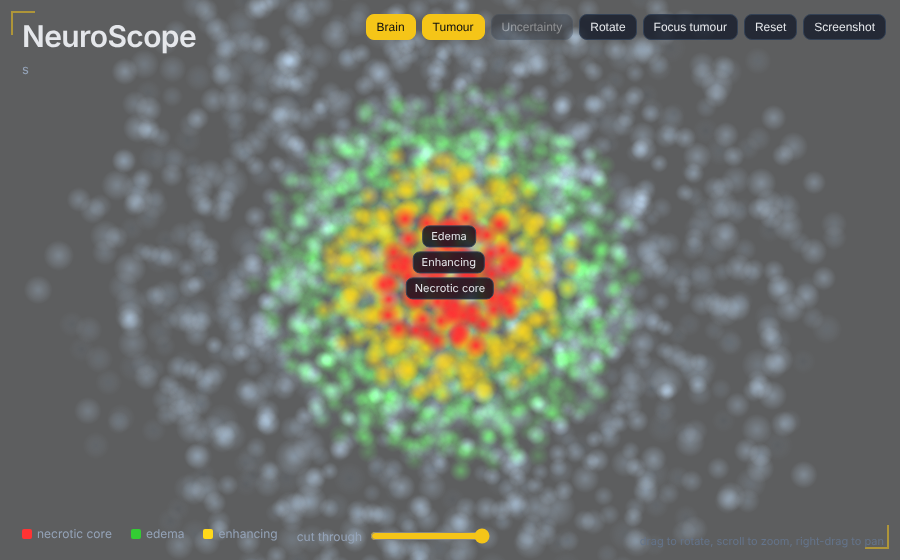 NeuroScope
s
Brain Tumour Uncertainty Rotate Focus tumour Reset Screenshot
Edema
Enhancing
Necrotic core
necrotic core edema enhancing cut through
drag to rotate, scroll to zoom, right-drag to pan